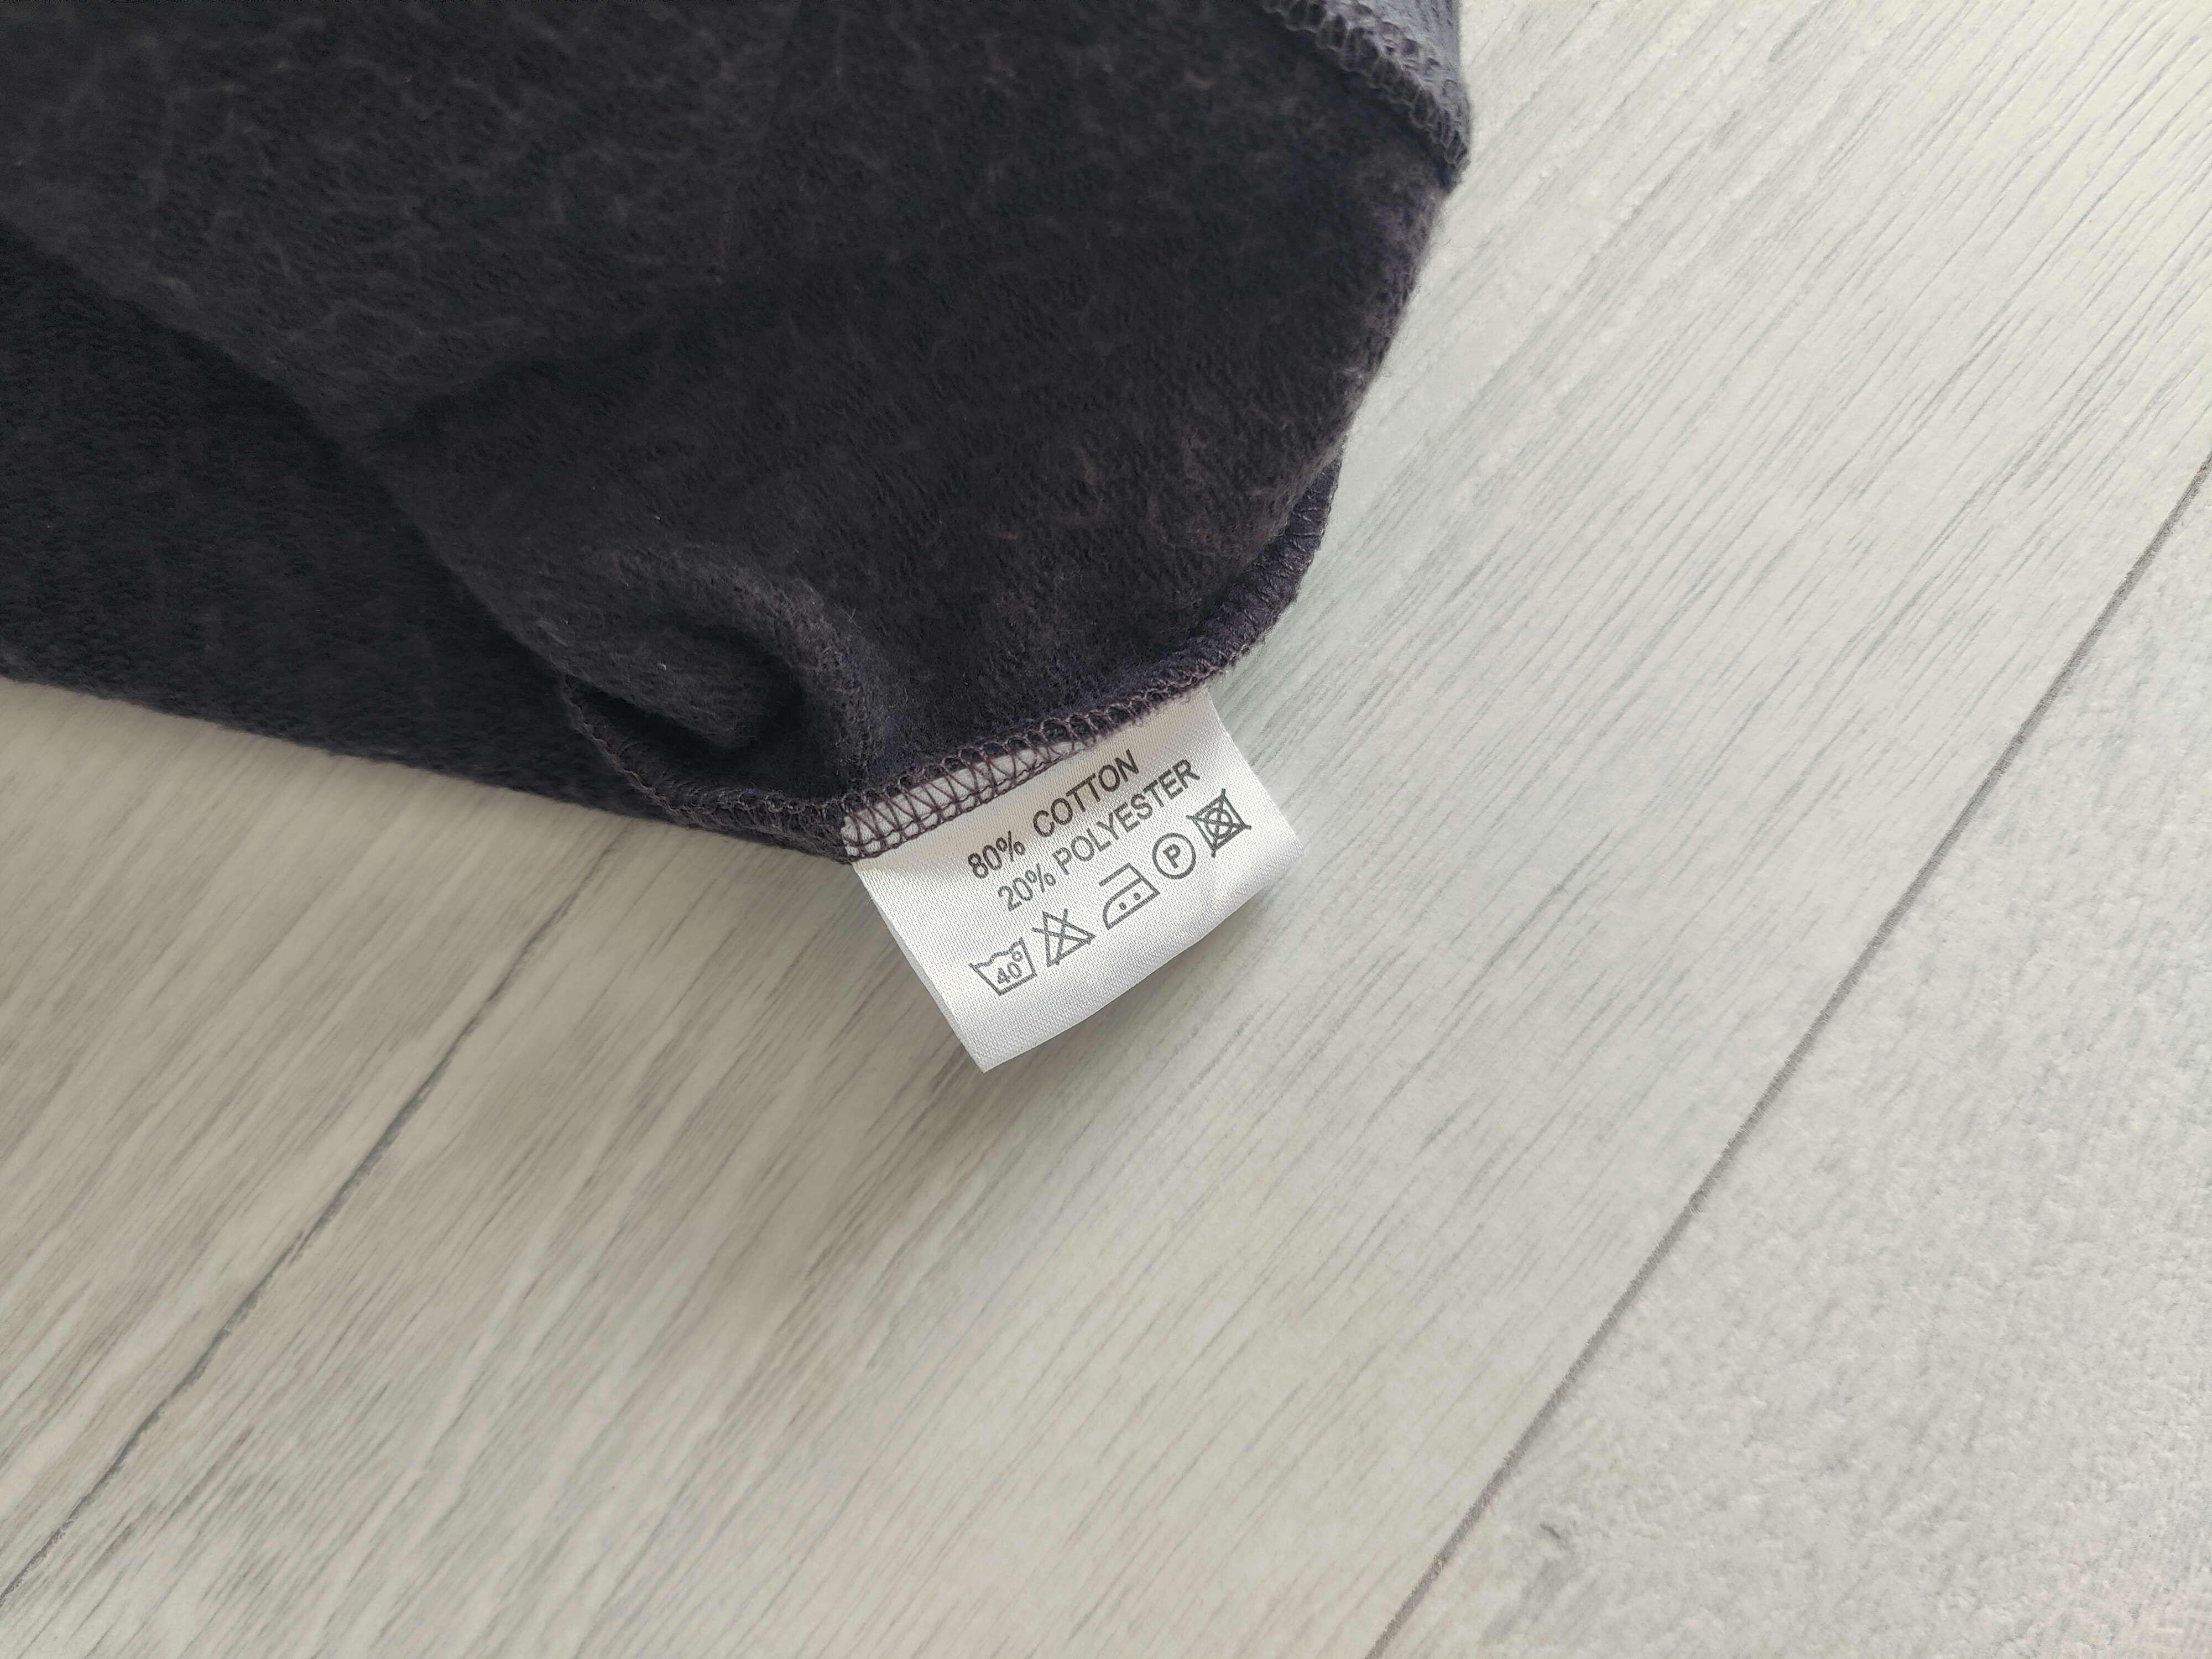 80% COTTON
20% POLYESTER
40° P